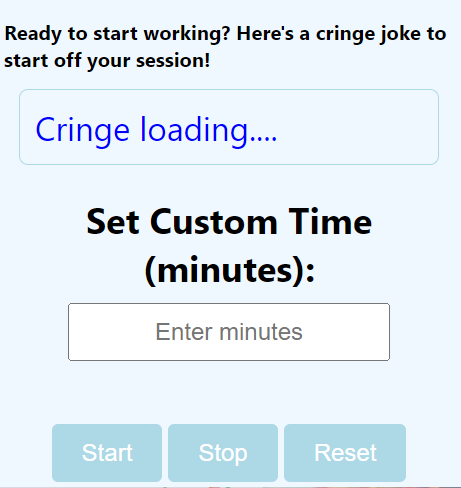 Ready to start working? Here's a cringe joke to
start off your session!
Cringe loading....
Set Custom Time
(minutes):
Enter minutes
Start Stop Reset